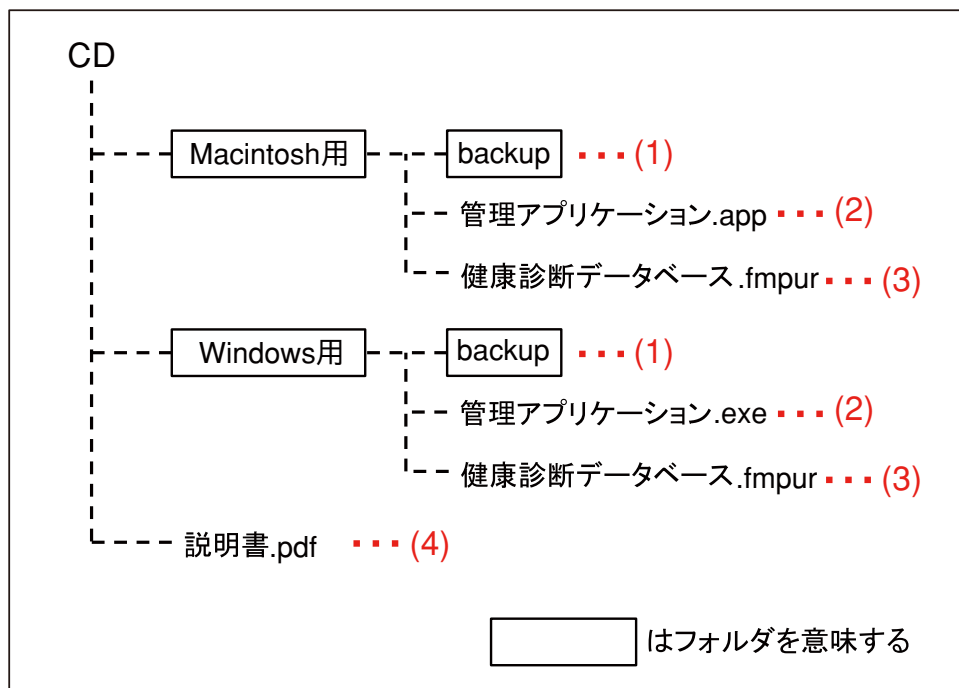 CD
Macintosh用 backup ・・・(1)
管理アプリケーション.app ・・・(2)
健康診断データベース.fmpur ・・・(3)
Windows用 backup ・・・(1)
管理アプリケーション.exe ・・・(2)
健康診断データベース.fmpur ・・・(3)
説明書.pdf ・・・(4)
はフォルダを意味する